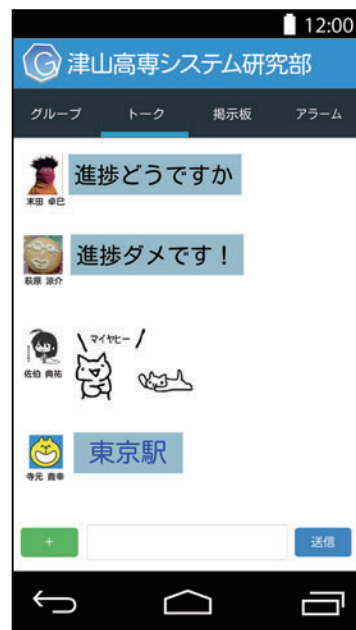 12:00
津山高専システム研究部
グループ トーク 掲示板 アラーム
進捗どうですか
末田 卓巳
進捗ダメです！
萩原 涼介
マイヤヒー
佐伯 典祐
東京駅
寺元 貴幸
+ 送信